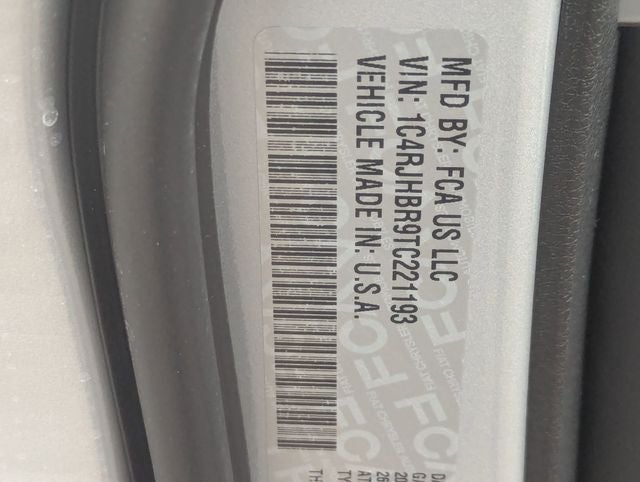 MFD BY: FCA US LLC
VIN: 1C4RJHBR9TC221193
VEHICLE MADE IN: U.S.A.